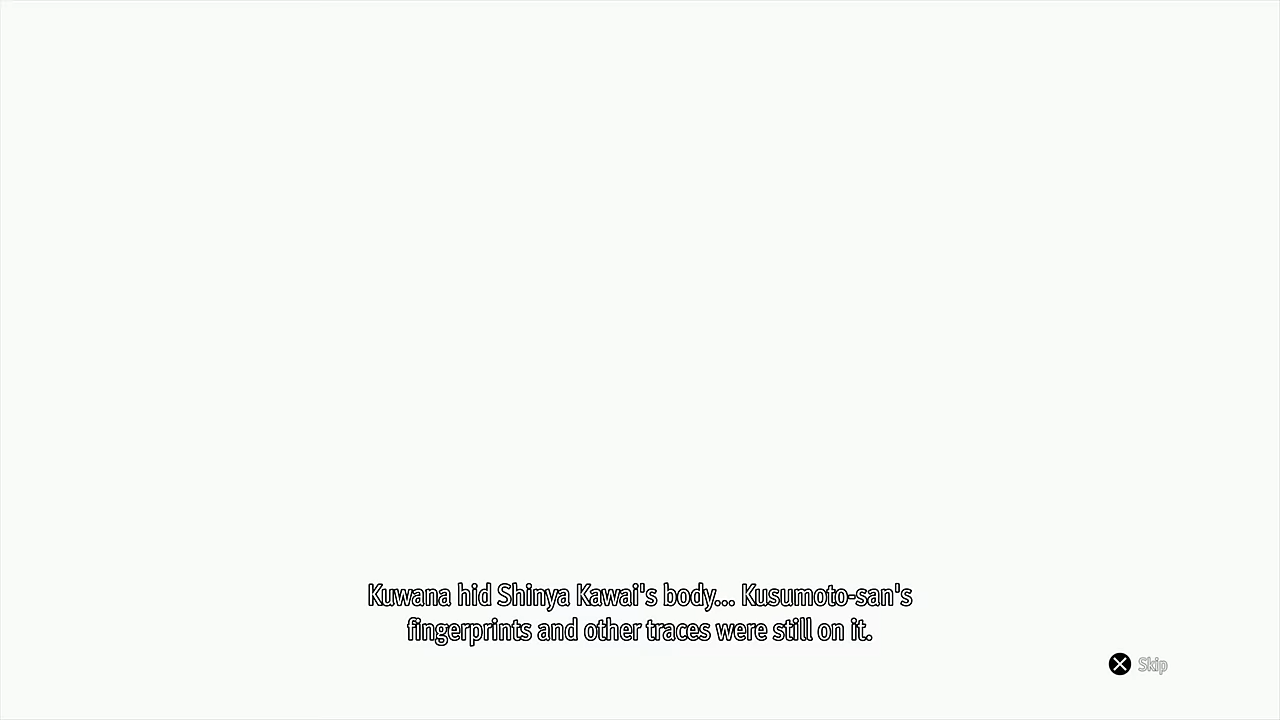 Kuwana hid Shinya Kawai's body... Kusumoto-san's
fingerprints and other traces were still on it.
Skip